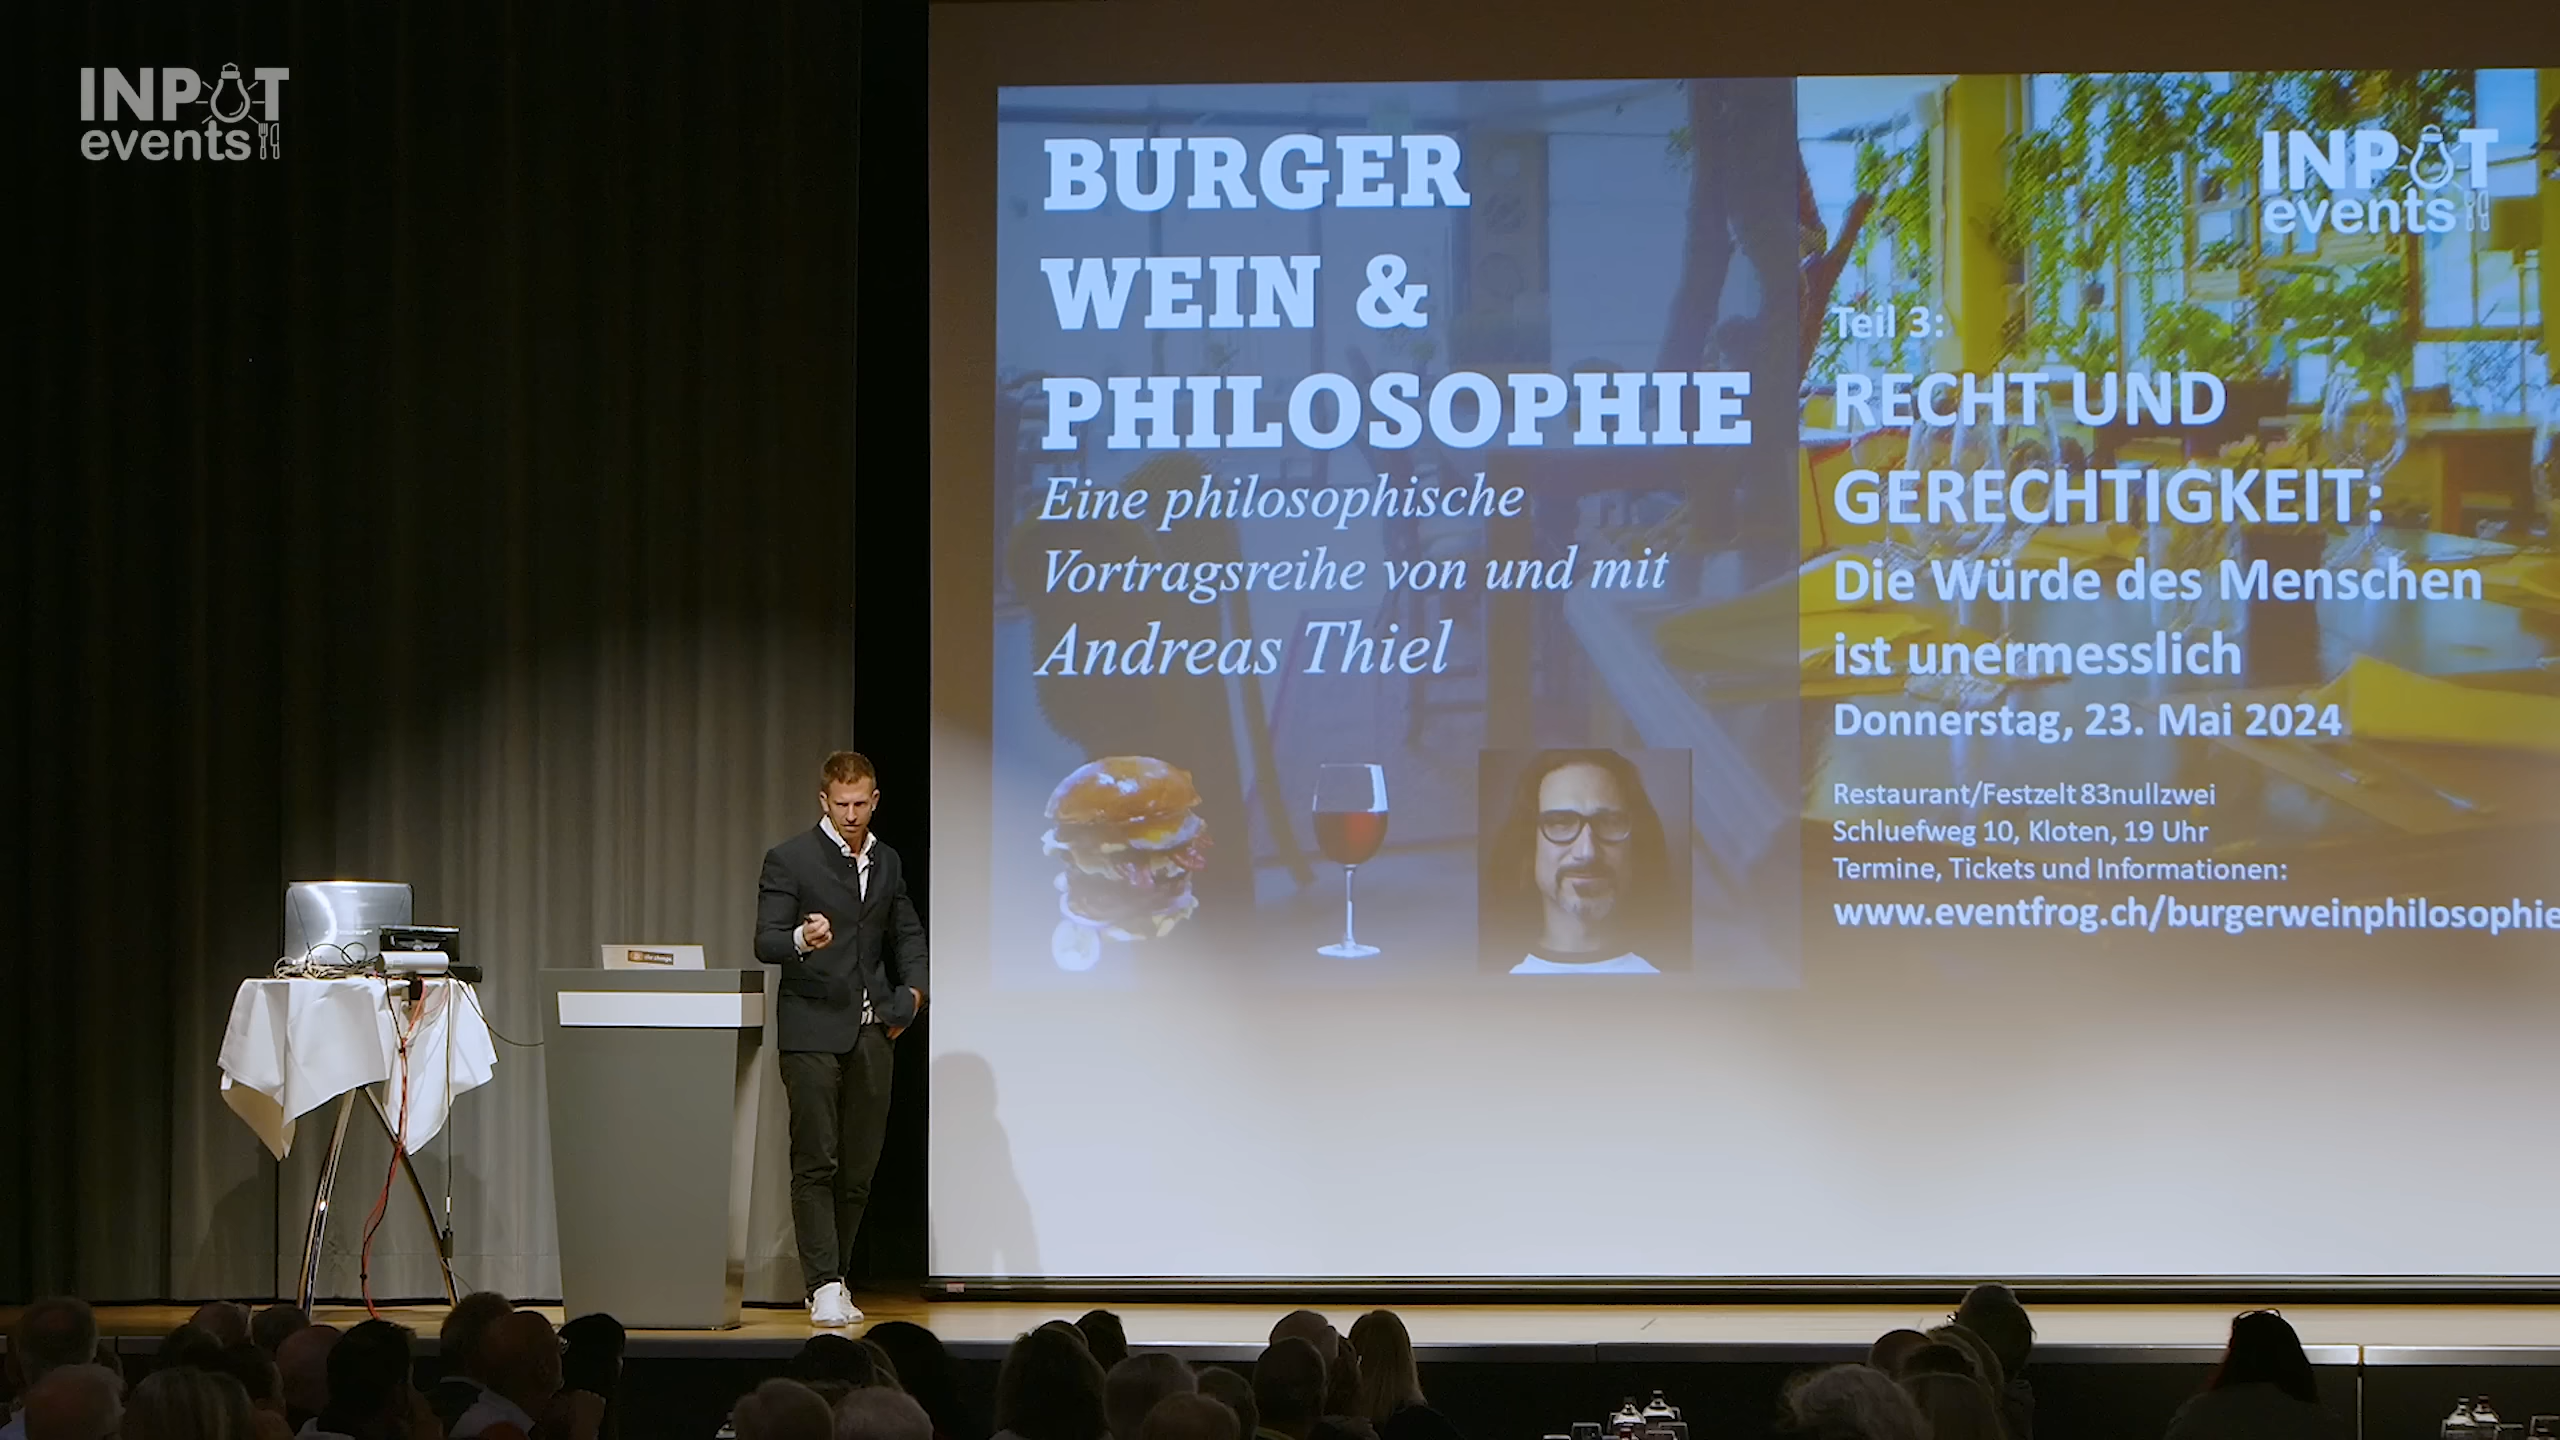 INPUT
events
BURGER
WEIN &
PHILOSOPHIE
Eine philosophische
Vortragsreihe von und mit
Andreas Thiel
INPUT
events
Teil 3:
RECHT UND
GERECHTIGKEIT:
Die Würde des Menschen
ist unermesslich
Donnerstag, 23. Mai 2024
Restaurant/Festzelt 83nullzwei
Schluefweg 10, Kloten, 19 Uhr
Termine, Tickets und Informationen:
www.eventfrog.ch/burgerweinphilosophie